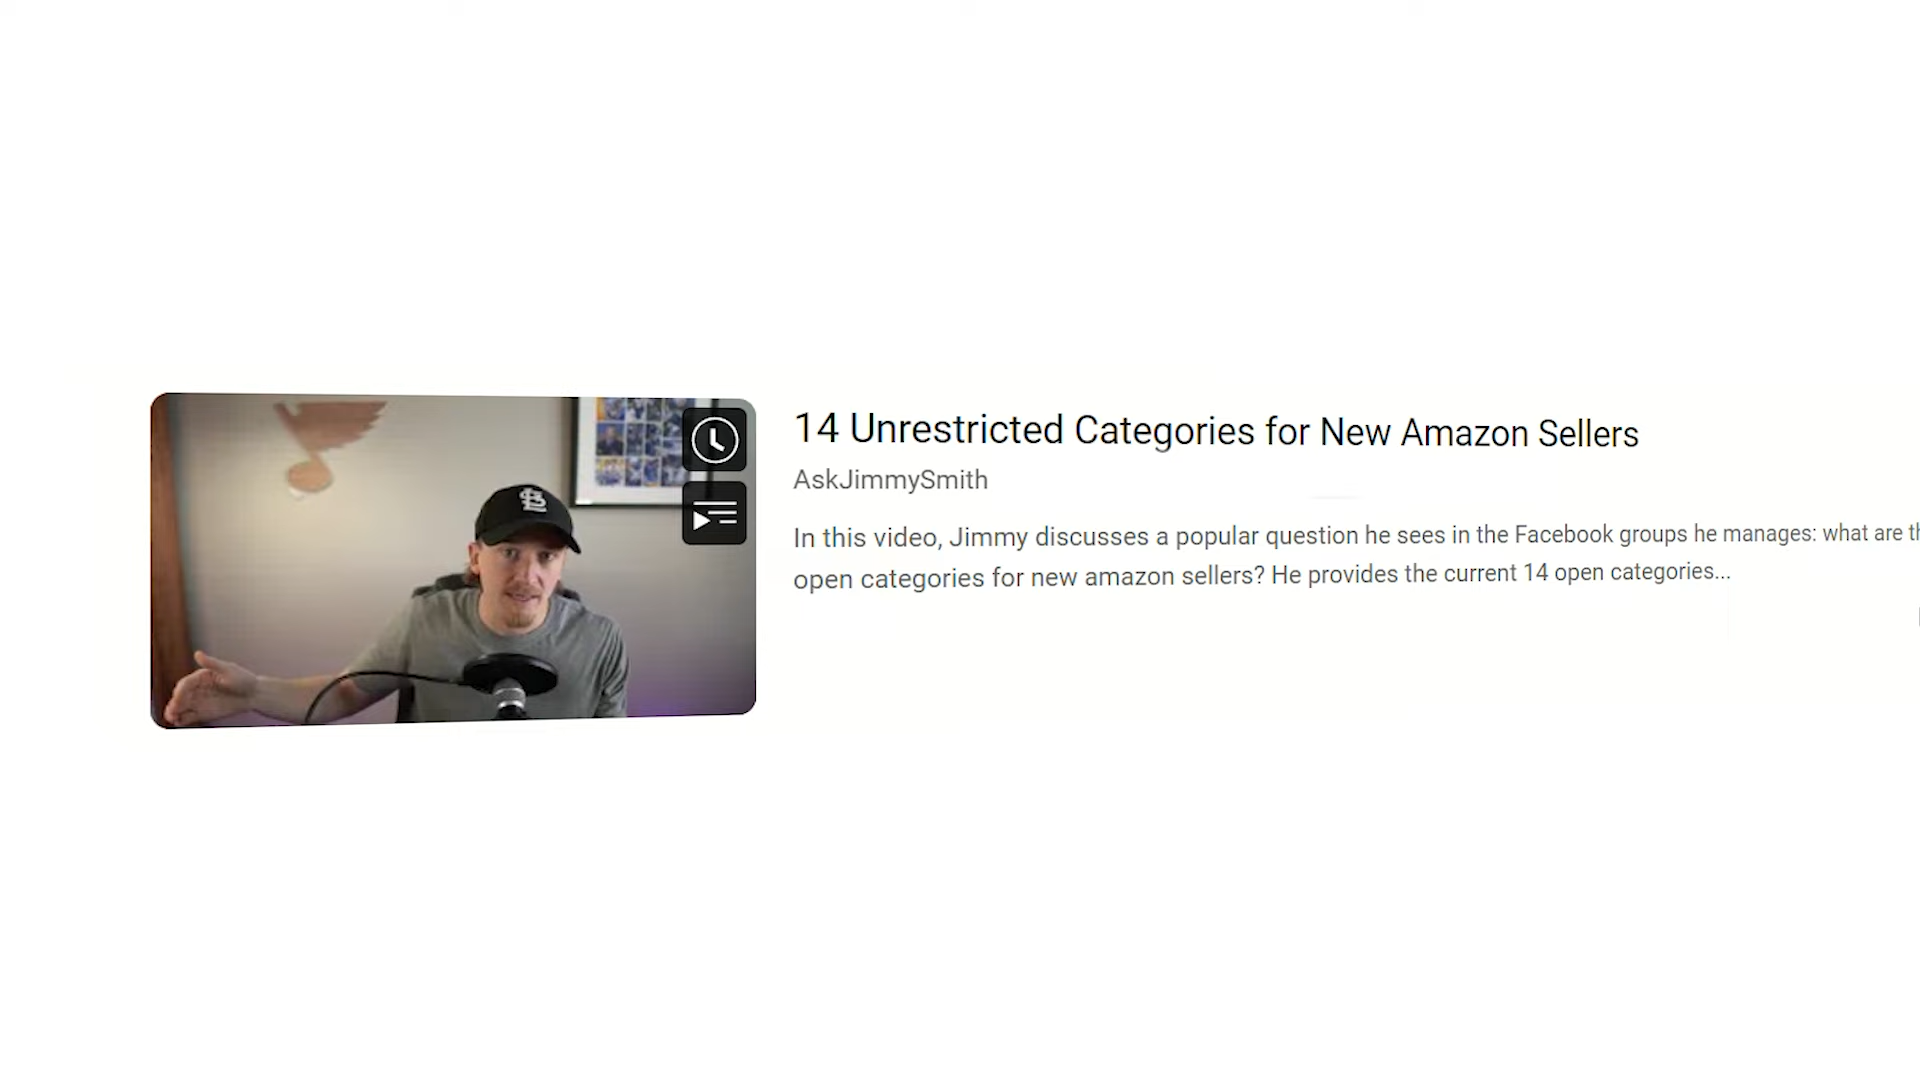 14 Unrestricted Categories for New Amazon Sellers
AskJimmySmith
In this video, Jimmy discusses a popular question he sees in the Facebook groups he manages: what are
open categories for new amazon sellers? He provides the current 14 open categories...